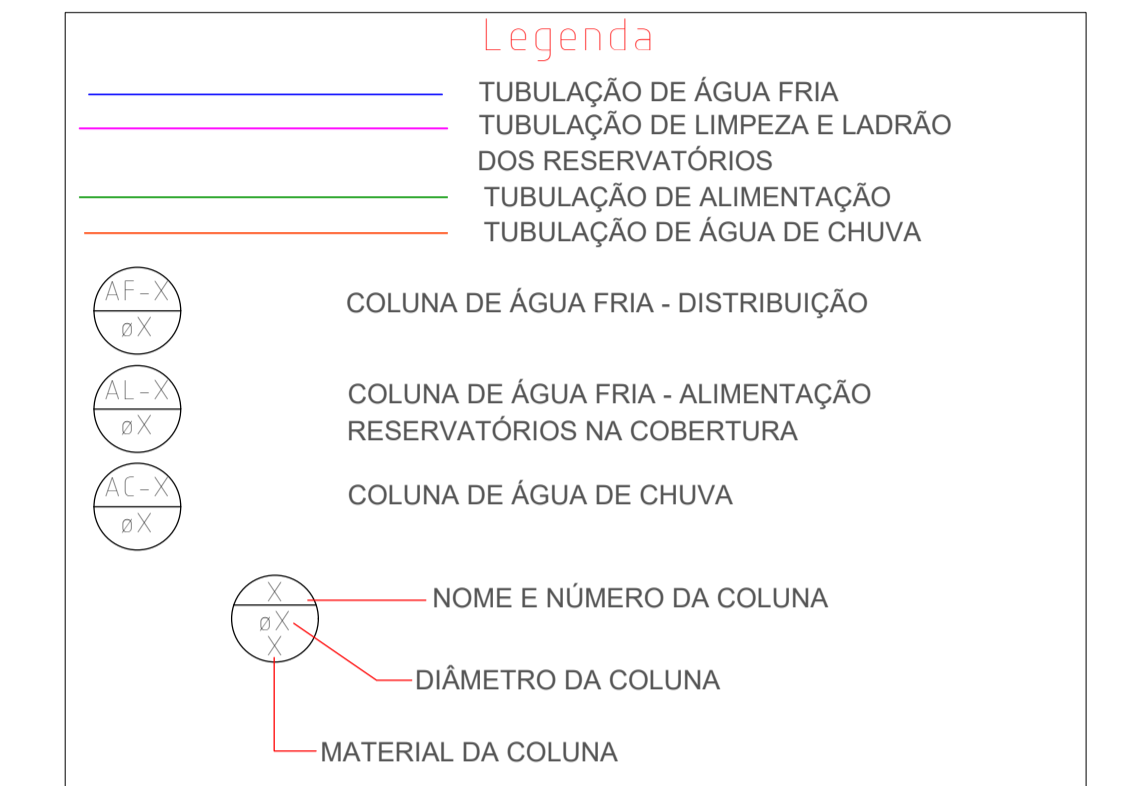 Legenda
TUBULAÇÃO DE ÁGUA FRIA
TUBULAÇÃO DE LIMPEZA E LADRÃO
DOS RESERVATÓRIOS
TUBULAÇÃO DE ALIMENTAÇÃO
TUBULAÇÃO DE ÁGUA DE CHUVA
AF-X
øX
COLUNA DE ÁGUA FRIA - DISTRIBUIÇÃO
AL-X
øX
COLUNA DE ÁGUA FRIA - ALIMENTAÇÃO
RESERVATÓRIOS NA COBERTURA
AC-X
øX
COLUNA DE ÁGUA DE CHUVA
X
øX
X
NOME E NÚMERO DA COLUNA
DIÂMETRO DA COLUNA
MATERIAL DA COLUNA